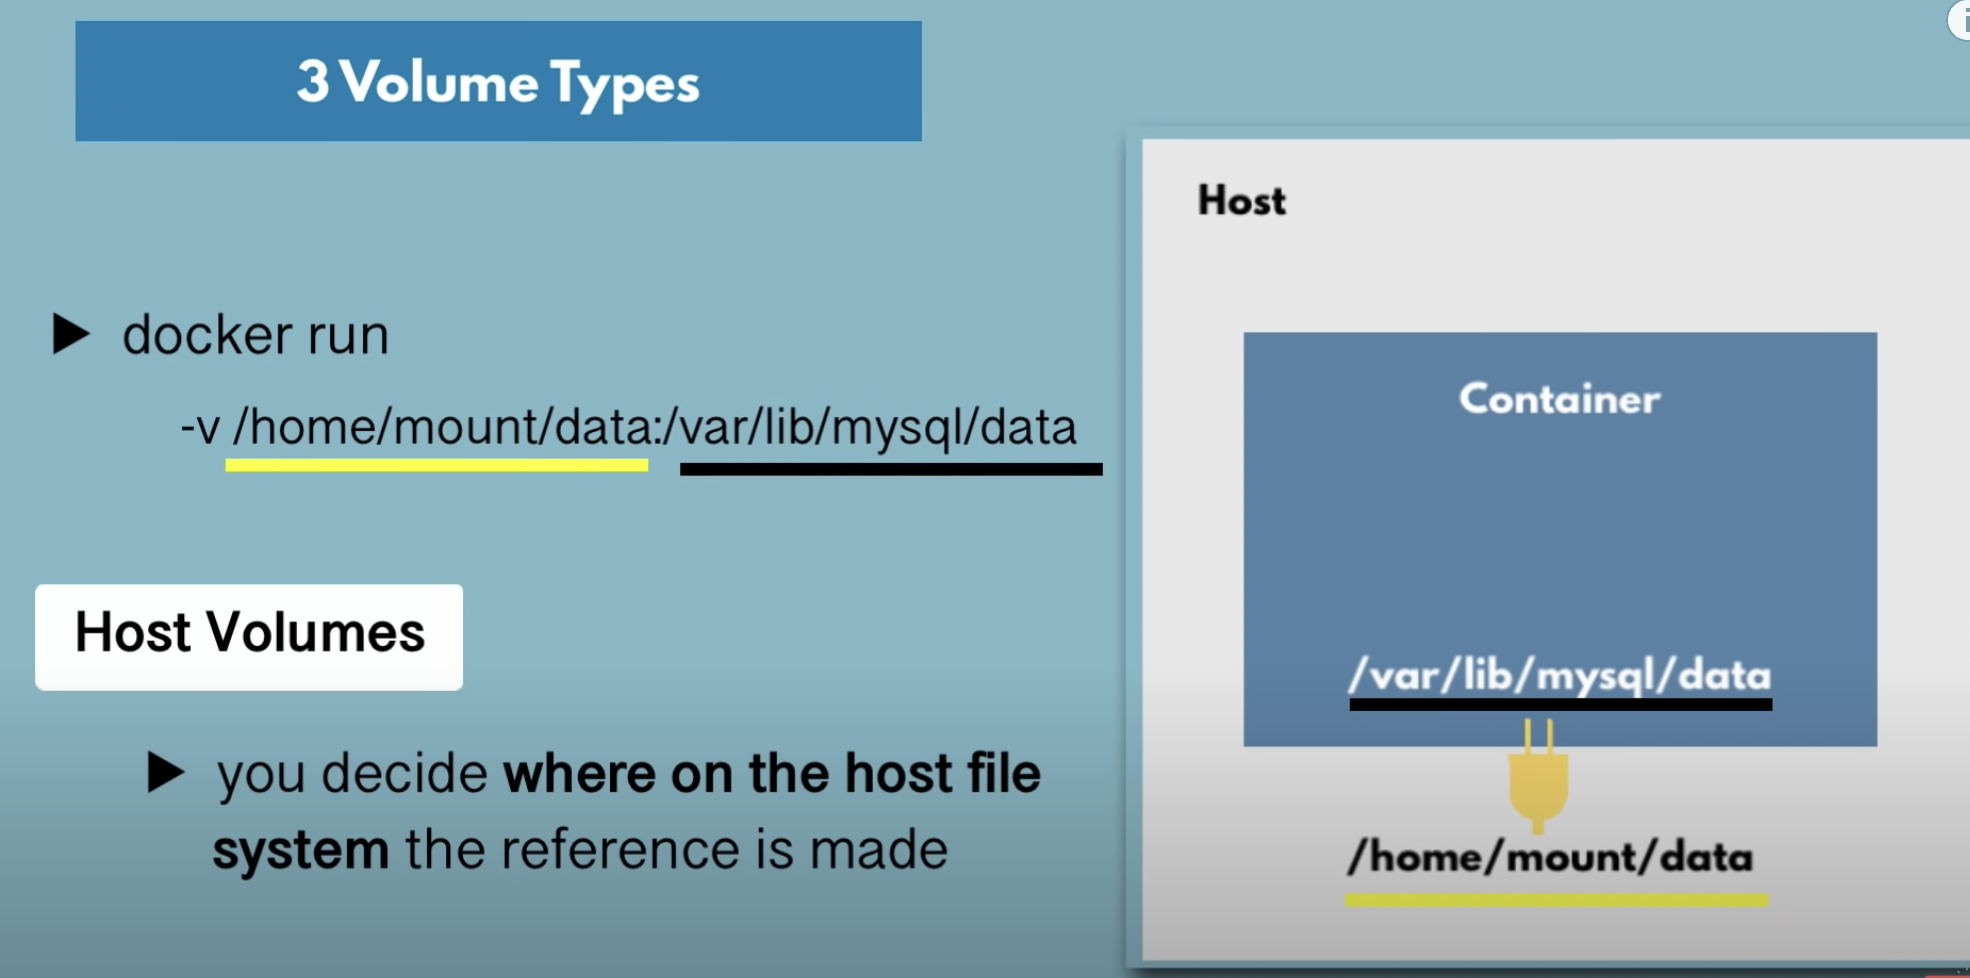 3 Volume Types
▶ docker run
-v /home/mount/data:/var/lib/mysql/data
Host Volumes
▶ you decide where on the host file
system the reference is made
Host
Container
/var/lib/mysql/data
/home/mount/data